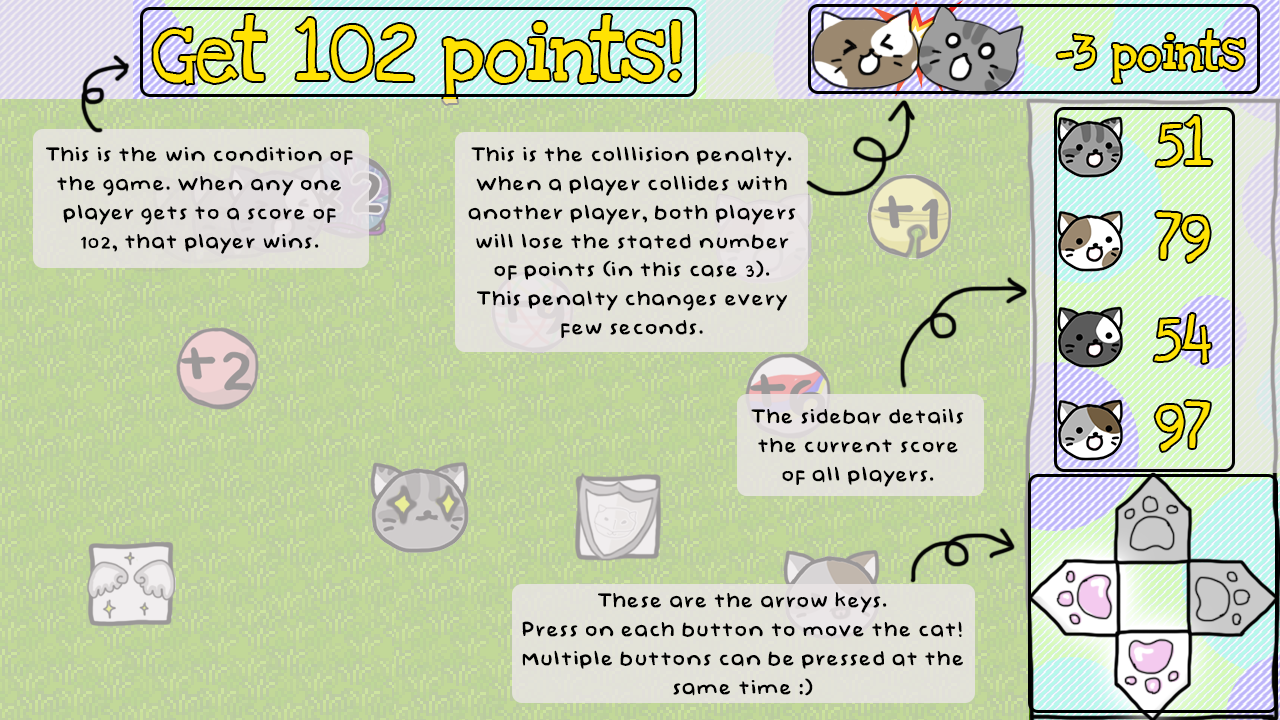 Get 102 points!
-3 points
This is the win condition of
the game. When any one
player gets to a score of
102, that player wins.
This is the colllision penalty.
When a player collides with
another player, both players
will lose the stated number
of points (in this case 3).
This penalty changes every
few seconds.
51
79
54
97
×2
+1
+9
+2
+6
The sidebar details
the current score
of all players.
These are the arrow keys.
Press on each button to move the cat!
Multiple buttons can be pressed at the
same time :)